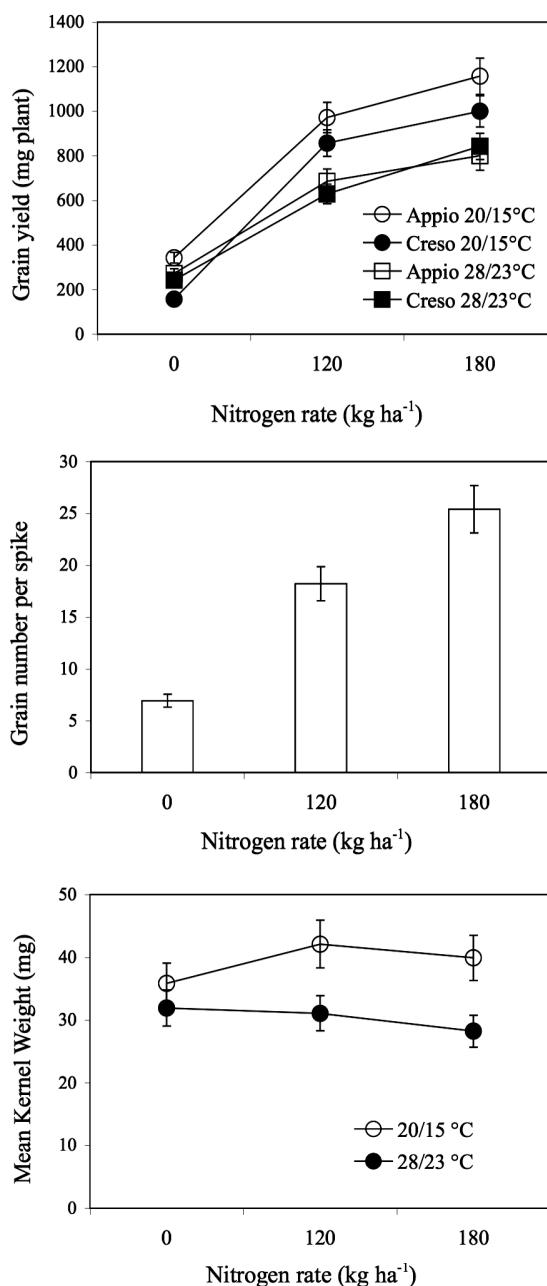 1400
1200
1000
800
600
400
200
0
Grain yield (mg plant)
Appio 20/15°C
Creso 20/15°C
Appio 28/23°C
Creso 28/23°C
0 120 180
Nitrogen rate (kg ha⁻¹)
30
25
20
15
10
5
0
Grain number per spike
0 120 180
Nitrogen rate (kg ha⁻¹)
50
40
30
20
10
0
Mean Kernel Weight (mg)
20/15 °C
28/23 °C
0 120 180
Nitrogen rate (kg ha⁻¹)